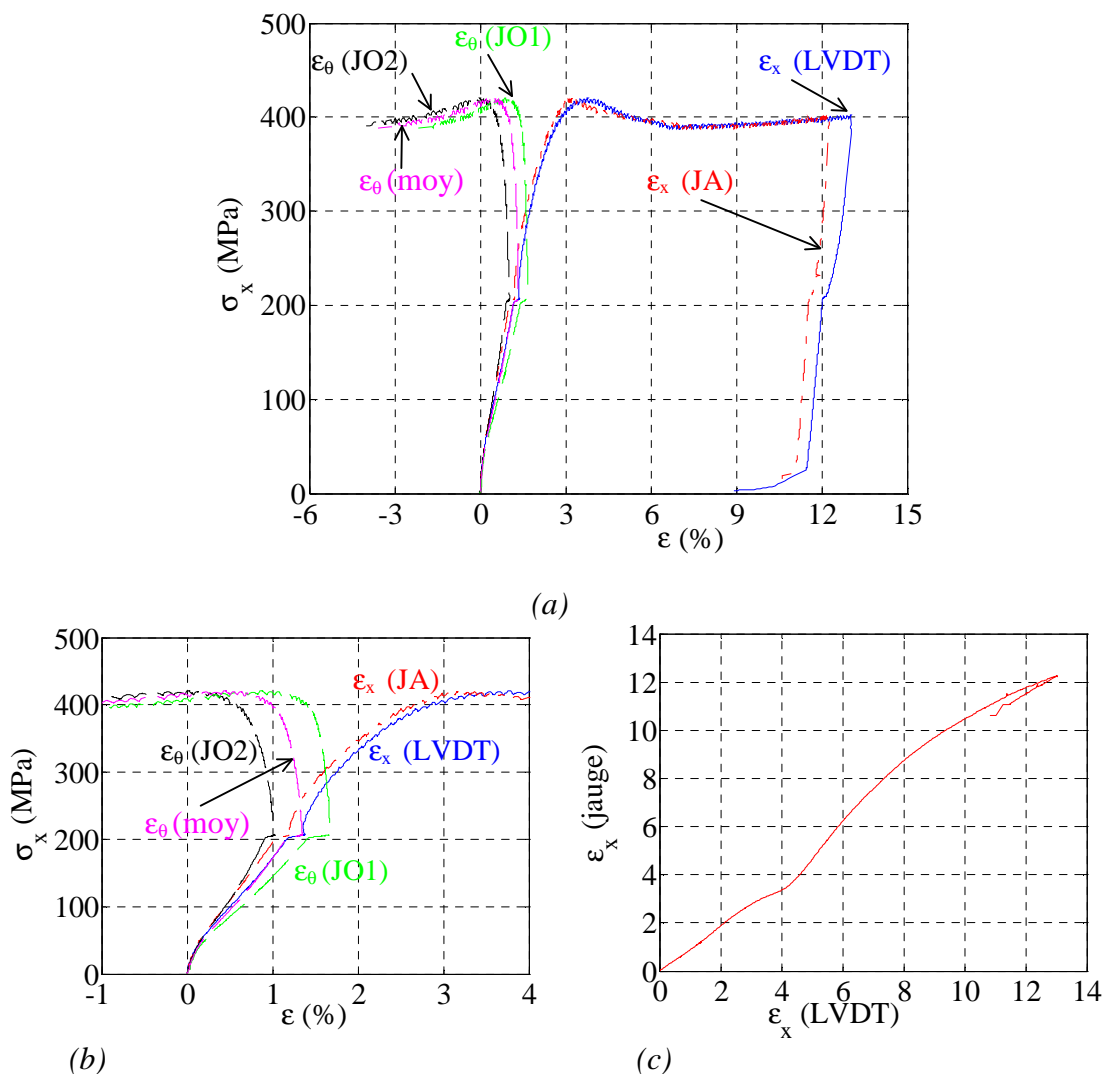 500
400
300
200
100
0
σx (MPa)
εθ (JO2)
εθ (JO1)
εx (LVDT)
εθ (moy)
εx (JA)
-6 -3 0 3 6 9 12 15
ε (%)
(a)
500
400
300
200
100
0
σx (MPa)
εx (JA)
εθ (JO2)
εx (LVDT)
εθ (moy)
εθ (JO1)
-1 0 1 2 3 4
ε (%)
(b)
14
12
10
8
6
4
2
0
εx (jauge)
0 2 4 6 8 10 12 14
εx (LVDT)
(c)